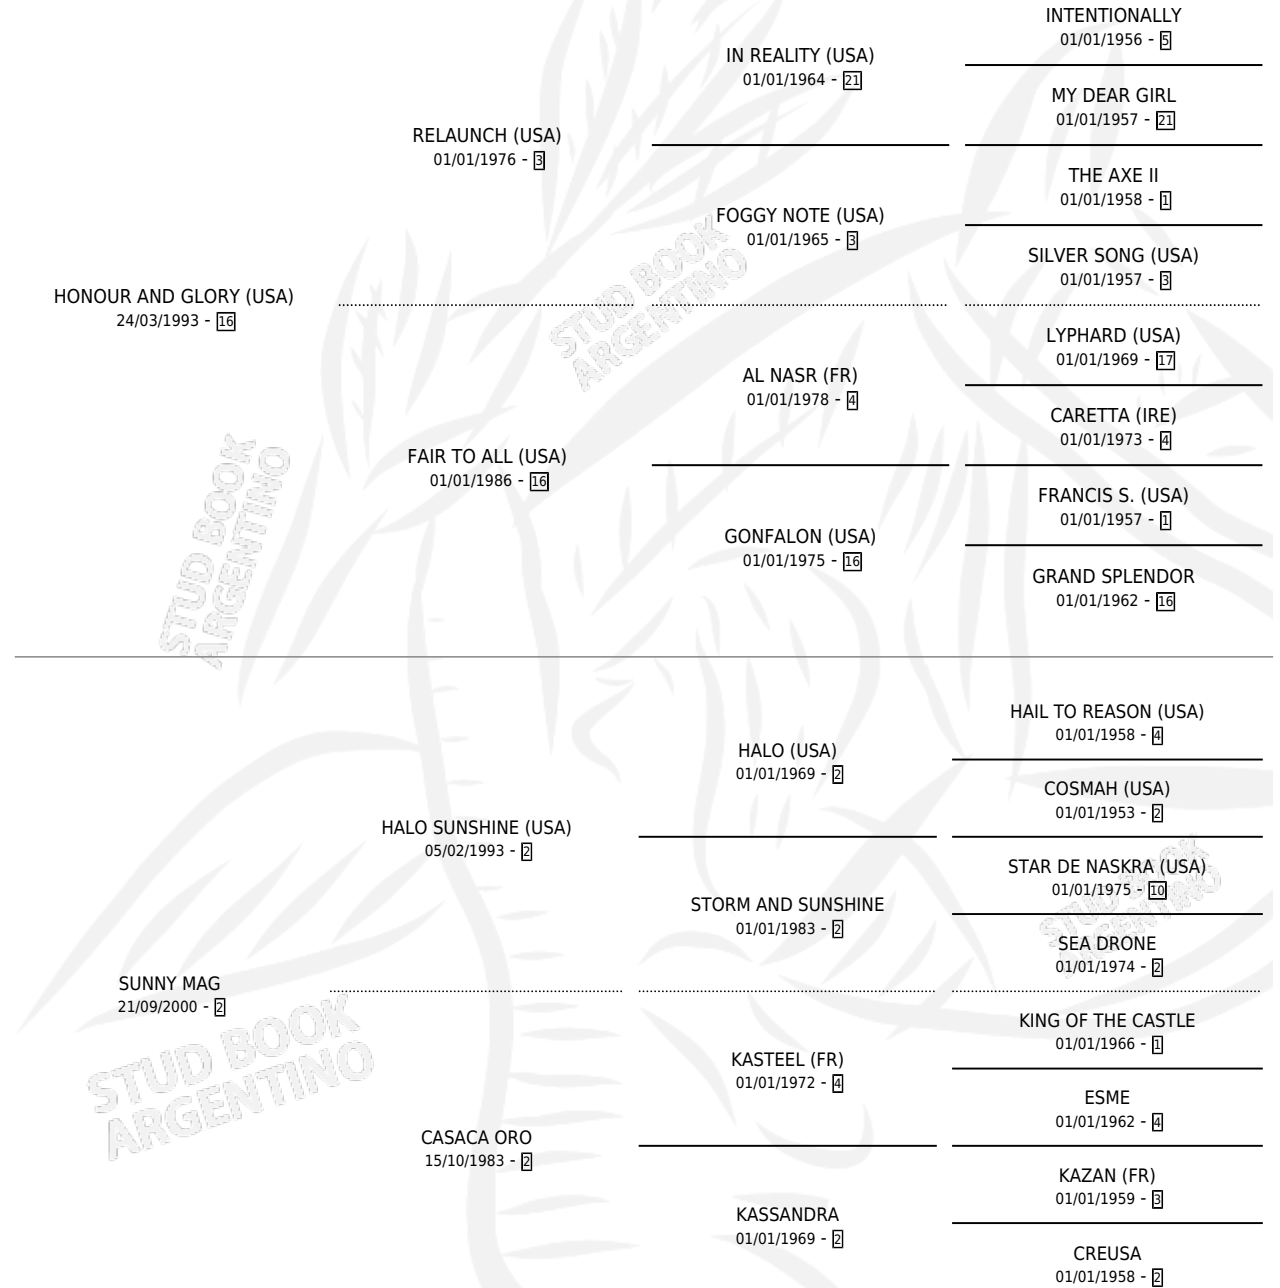 INTENTIONALLY
01/01/1956 - 5
IN REALITY (USA)
01/01/1964 - 21
MY DEAR GIRL
01/01/1957 - 21
RELAUNCH (USA)
01/01/1976 - 3
THE AXE II
01/01/1958 - 1
FOGGY NOTE (USA)
01/01/1965 - 3
SILVER SONG (USA)
01/01/1957 - 3
HONOUR AND GLORY (USA)
24/03/1993 - 16
STUD BOOK
ARGENTINO
LYPHARD (USA)
01/01/1969 - 17
AL NASR (FR)
01/01/1978 - 4
CARETTA (IRE)
01/01/1973 - 4
FAIR TO ALL (USA)
01/01/1986 - 16
FRANCIS S. (USA)
01/01/1957 - 1
GONFALON (USA)
01/01/1975 - 16
GRAND SPLENDOR
01/01/1962 - 16
STUD BOOK
ARGENTINO
HAIL TO REASON (USA)
01/01/1958 - 4
HALO (USA)
01/01/1969 - 2
COSMAH (USA)
01/01/1953 - 2
HALO SUNSHINE (USA)
05/02/1993 - 2
STAR DE NASKRA (USA)
01/01/1975 - 10
STORM AND SUNSHINE
01/01/1983 - 2
STUD BOOK
ARGENTINO
SEA DRONE
01/01/1974 - 2
SUNNY MAG
21/09/2000 - 2
STUD BOOK
ARGENTINO
KING OF THE CASTLE
01/01/1966 - 1
KASTEEL (FR)
01/01/1972 - 4
ESME
01/01/1962 - 4
CASACA ORO
15/10/1983 - 2
KAZAN (FR)
01/01/1959 - 3
KASSANDRA
01/01/1969 - 2
CREUSA
01/01/1958 - 2